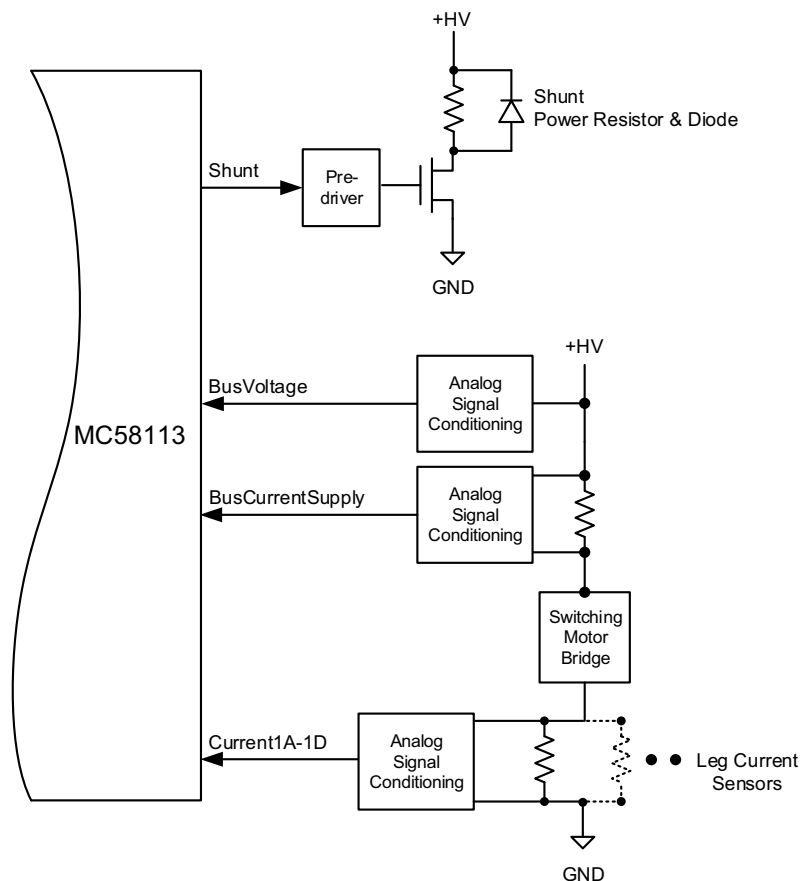 +HV
Shunt
Power Resistor & Diode
Shunt
Pre-
driver
GND
+HV
BusVoltage
Analog
Signal
Conditioning
MC58113
BusCurrentSupply
Analog
Signal
Conditioning
Switching
Motor
Bridge
Current1A-1D
Analog
Signal
Conditioning
Leg Current
Sensors
GND